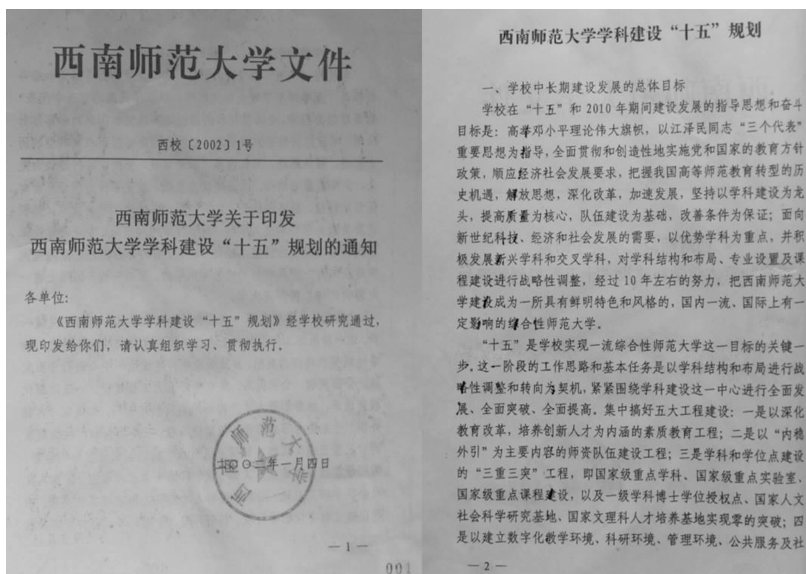 西南师范大学文件
西校〔2002〕1号
西南师范大学关于印发
西南师范大学学科建设“十五”规划的通知
各单位:
《西南师范大学学科建设“十五”规划》经学校研究通过,
现印发给你们，请认真组织学习、贯彻执行。
西南师范大学
二〇〇二年一月四日
—1—
001
西南师范大学学科建设“十五”规划
一、学校中长期建设发展的总体目标
学校在“十五”和2010年期间建设发展的指导思想和奋斗
目标是：高举邓小平理论伟大旗帜，以江泽民同志“三个代表”
重要思想为指导，全面贯彻和创造性地实施党和国家的教育方针
政策，顺应经济社会发展要求，把握我国高等师范教育转型的历
史机遇，解放思想，深化改革，加速发展，坚持以学科建设为龙
头，提高质量为核心，队伍建设为基础，改善条件为保证；面向
新世纪科技、经济和社会发展的需要，以优势学科为重点，并积
极发展新兴学科和交叉学科，对学科结构和布局、专业设置及课
程建设进行战略性调整，经过10年左右的努力，把西南师范大
学建设成为一所具有鲜明特色和风格的，国内一流、国际上有一
定影响的综合性师范大学。
“十五”是学校实现一流综合性师范大学这一目标的关键一
步。这一阶段的工作思路和基本任务是以学科结构和布局进行战
略性调整和转向为契机，紧紧围绕学科建设这一中心进行全面发
展、全面突破、全面提高。集中搞好五大工程建设：一是以深化
教育改革，培养创新人才为内涵的素质教育工程；二是以“内稳
外引”为主要内容的师资队伍建设工程；三是学科和学位点建设
的“三重三突”工程，即国家级重点学科、国家级重点实验室、
国家级重点课程建设，以及一级学科博士学位授权点、国家人文
社会科学研究基地、国家文理科人才培养基地实现零的突破；四
是以建立数字化教学环境、科研环境、管理环境、公共服务及社
—2—